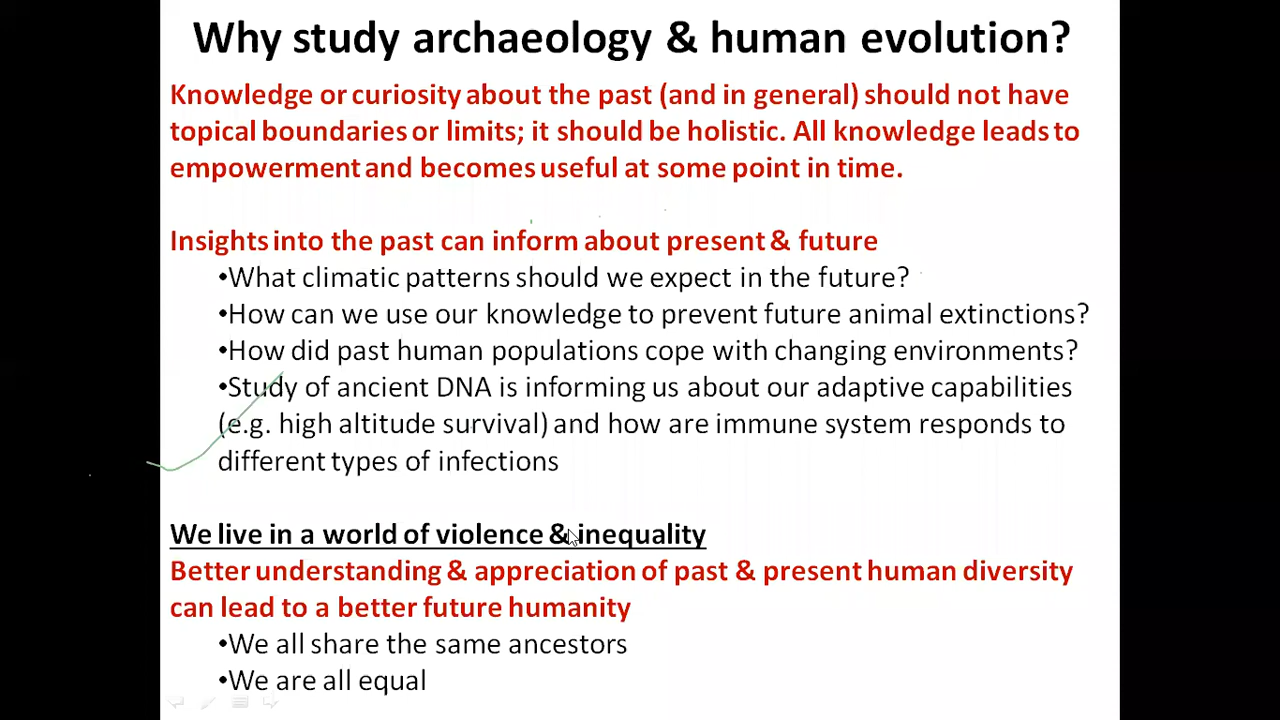 Why study archaeology & human evolution?
Knowledge or curiosity about the past (and in general) should not have
topical boundaries or limits; it should be holistic. All knowledge leads to
empowerment and becomes useful at some point in time.
Insights into the past can inform about present & future
•What climatic patterns should we expect in the future?
•How can we use our knowledge to prevent future animal extinctions?
•How did past human populations cope with changing environments?
•Study of ancient DNA is informing us about our adaptive capabilities
(e.g. high altitude survival) and how are immune system responds to
different types of infections
We live in a world of violence & inequality
Better understanding & appreciation of past & present human diversity
can lead to a better future humanity
•We all share the same ancestors
•We are all equal